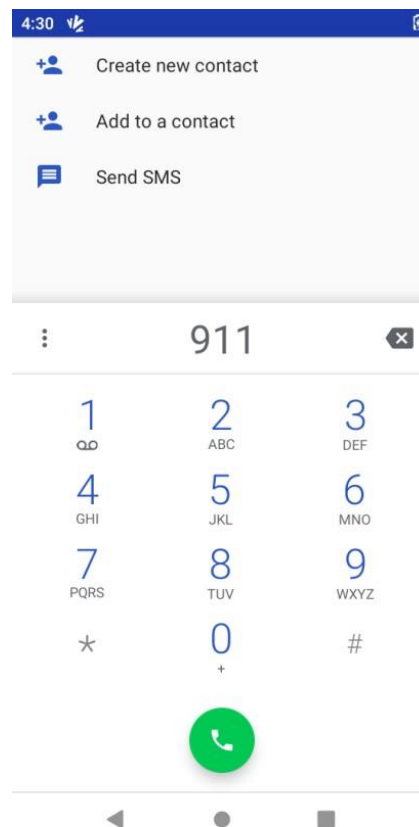 4:30
Create new contact
Add to a contact
Send SMS
911
1 2 3
ABC DEF
4 5 6
GHI JKL MNO
7 8 9
PQRS TUV WXYZ
* 0 #
+